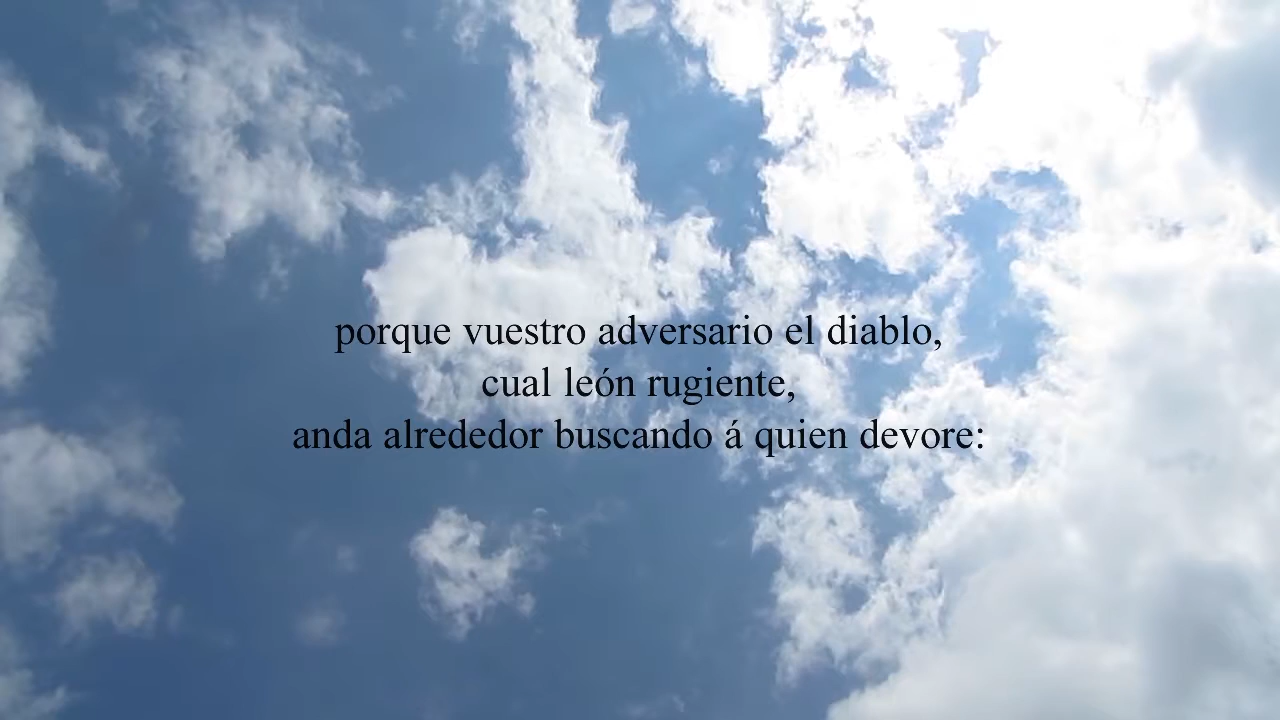 porque vuestro adversario el diablo,
cual león rugiente,
anda alrededor buscando á quien devore: